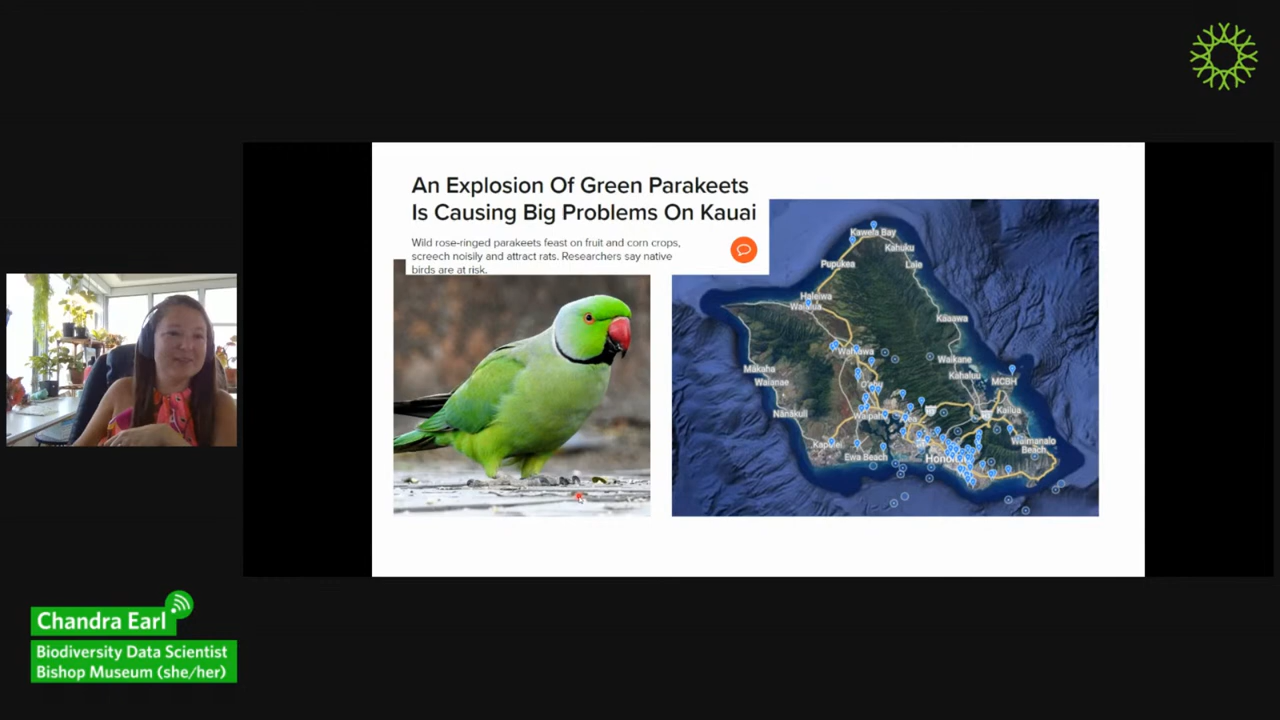 An Explosion Of Green Parakeets
Is Causing Big Problems On Kauai
Wild rose-ringed parakeets feast on fruit and corn crops,
screech noisily and attract rats. Researchers say native
birds are at risk.
Kawela Bay
Kahuku
Pupukea
Laie
Haleiwa
Waialua
Kaaawa
Wahiawa
Waikane
Makaha
Kahaluu
Waianae
MCBH
O'ahu
Nānākuli
Kailua
Waipahu
Kapolei
Waimanalo
Beach
Ewa Beach
Chandra Earl
Biodiversity Data Scientist
Bishop Museum (she/her)